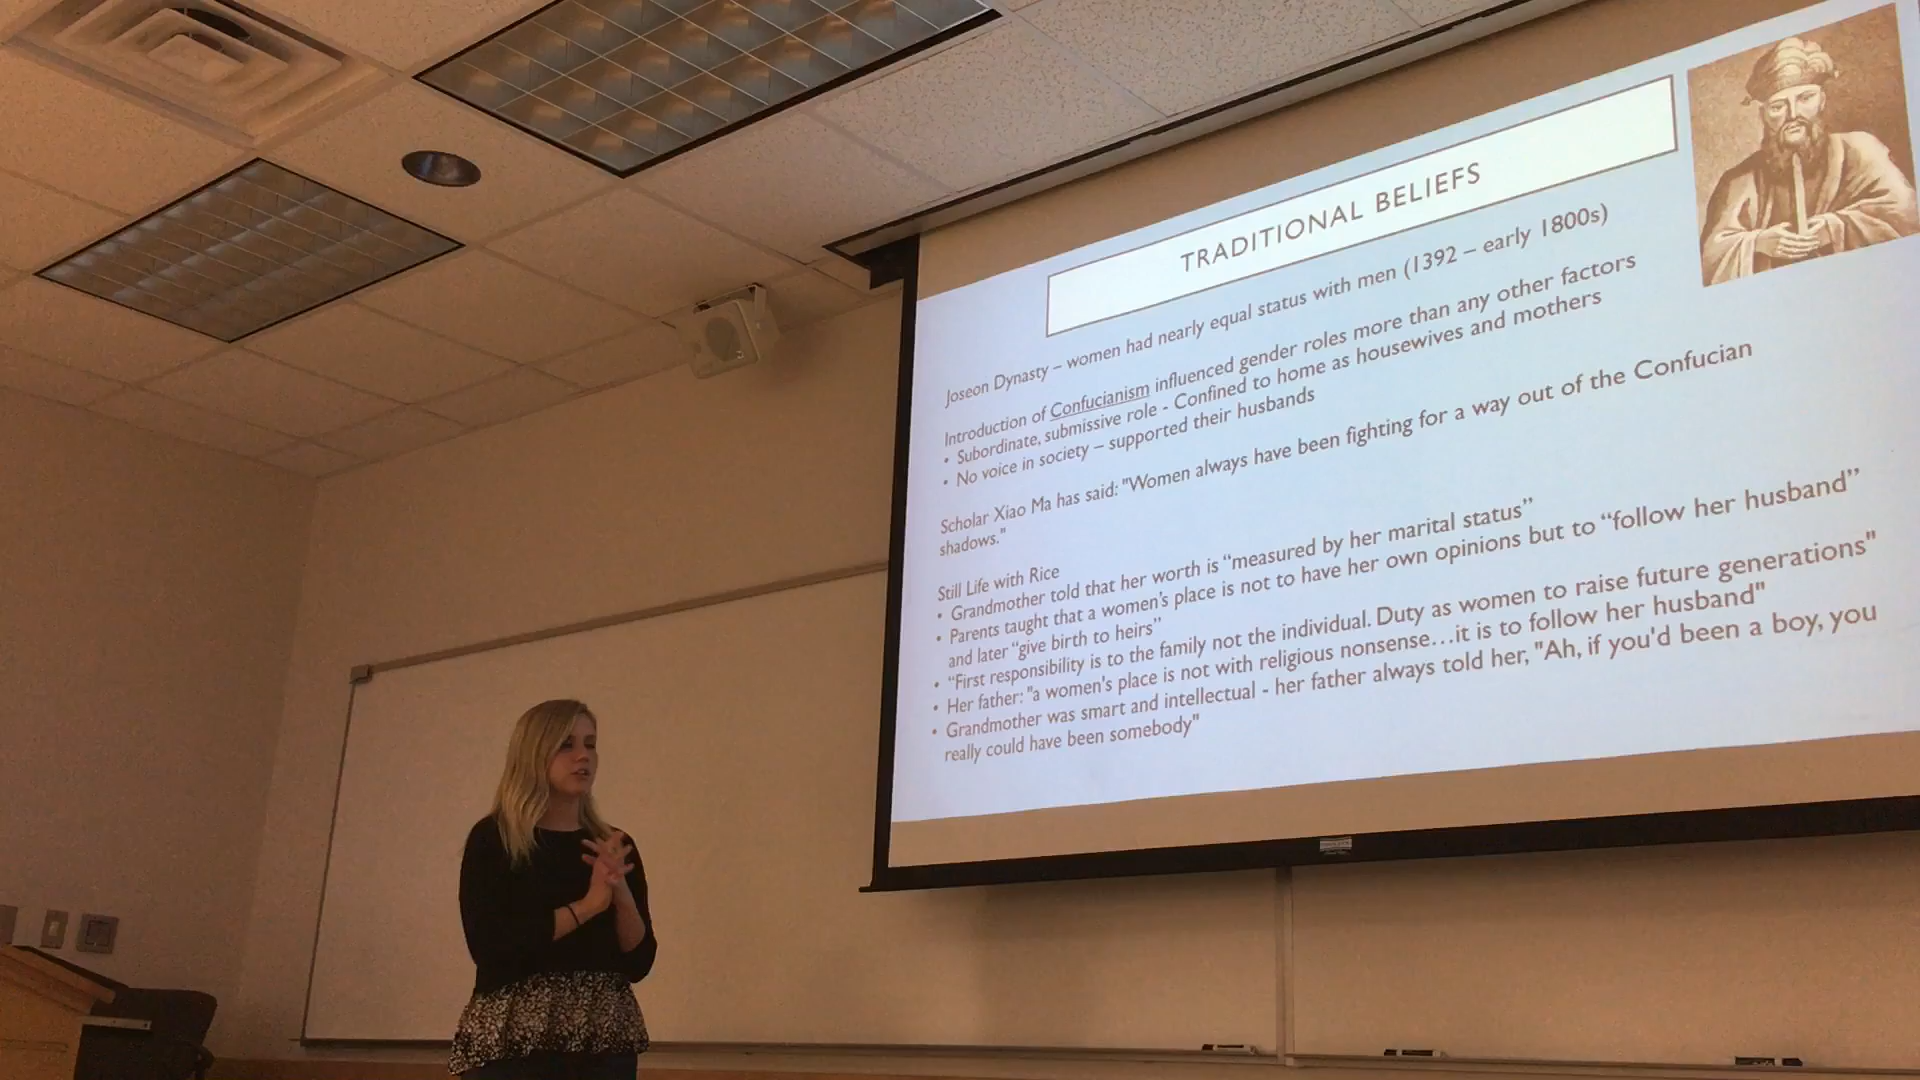 TRADITIONAL BELIEFS
Joseon Dynasty – women had nearly equal status with men (1392 – early 1800s)
Introduction of Confucianism influenced gender roles more than any other factors
• Subordinate, submissive role - Confined to home as housewives and mothers
• No voice in society – supported their husbands
Scholar Xiao Ma has said: "Women always have been fighting for a way out of the Confucian
shadows."
Still Life with Rice
• Grandmother told that her worth is “measured by her marital status”
• Parents taught that a women’s place is not to have her own opinions but to “follow her husband”
and later “give birth to heirs”
• “First responsibility is to the family not the individual. Duty as women to raise future generations"
• Her father: "a women's place is not with religious nonsense…it is to follow her husband"
• Grandmother was smart and intellectual - her father always told her, "Ah, if you'd been a boy, you
really could have been somebody"